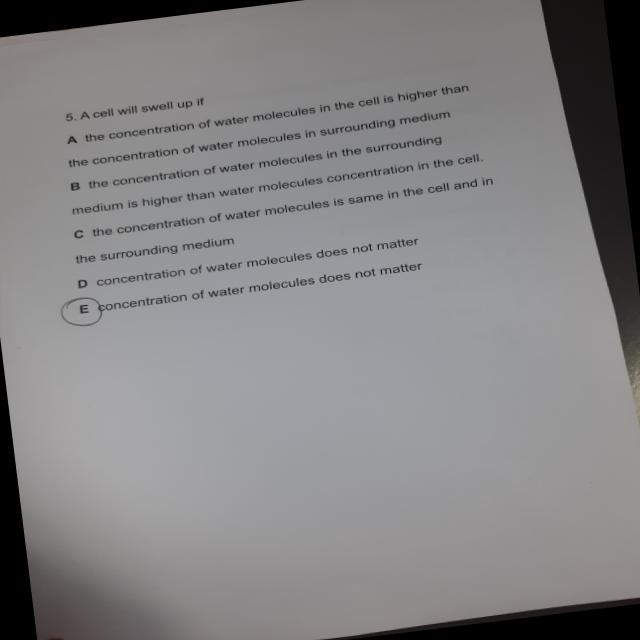 5. A cell will swell up if
A the concentration of water molecules in the cell is higher than
the concentration of water molecules in surrounding medium
B the concentration of water molecules in the surrounding
medium is higher than water molecules concentration in the cell.
C the concentration of water molecules is same in the cell and in
the surrounding medium
D concentration of water molecules does not matter
E concentration of water molecules does not matter